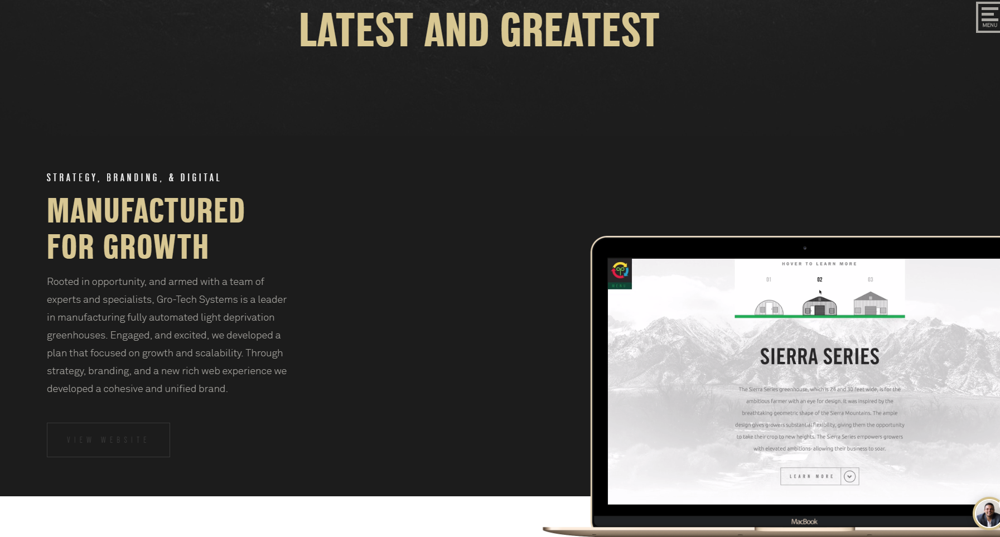 LATEST AND GREATEST
MENU
STRATEGY, BRANDING, & DIGITAL
MANUFACTURED
FOR GROWTH
Rooted in opportunity, and armed with a team of
experts and specialists, Gro-Tech Systems is a leader
in manufacturing fully automated light deprivation
greenhouses. Engaged, and excited, we developed a
plan that focused on growth and scalability. Through
strategy, branding, and a new rich web experience we
developed a cohesive and unified brand.
VIEW WEBSITE
HOVER TO LEARN MORE
01 02 03
MENU
SIERRA SERIES
The Sierra Series greenhouse, which is 24 and 30 feet wide, is for the
ambitious farmer with an eye for design. It was inspired by the
breathtaking geometric shape of the Sierra Mountains. The ample
design gives growers substantial flexibility, giving them the opportunity
to take their crop to new heights. The Sierra Series empowers growers
with elevated ambitions- allowing their business to soar.
LEARN MORE
MacBook